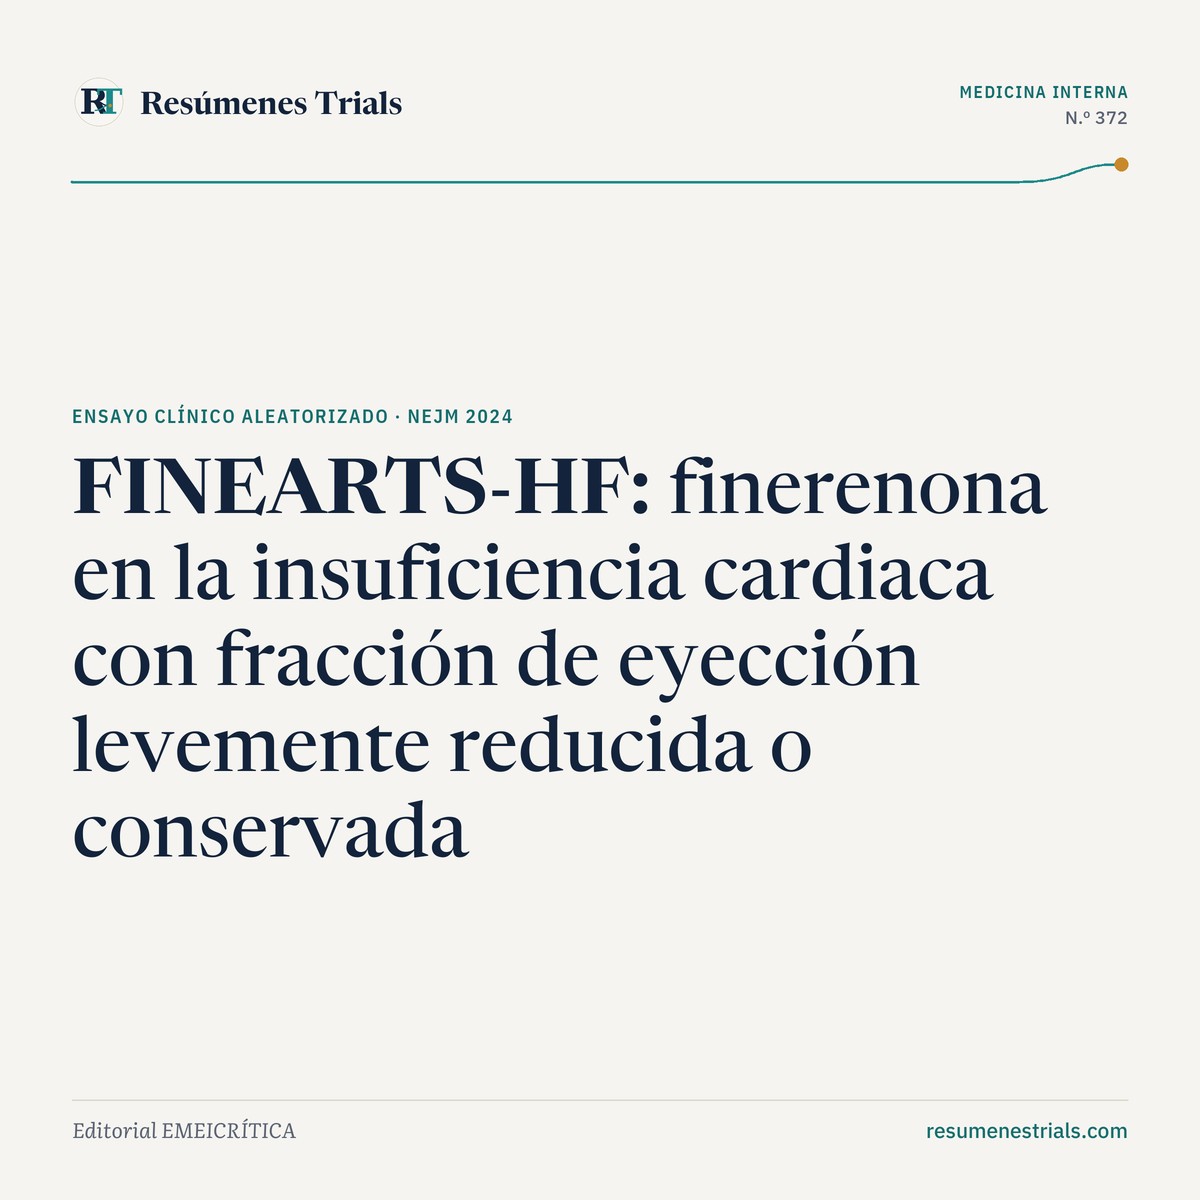 RT Resúmenes Trials
MEDICINA INTERNA
N.º 372
ENSAYO CLÍNICO ALEATORIZADO · NEJM 2024
FINEARTS-HF: finerenona
en la insuficiencia cardiaca
con fracción de eyección
levemente reducida o
conservada
Editorial EMEICRÍTICA
resumenestrials.com